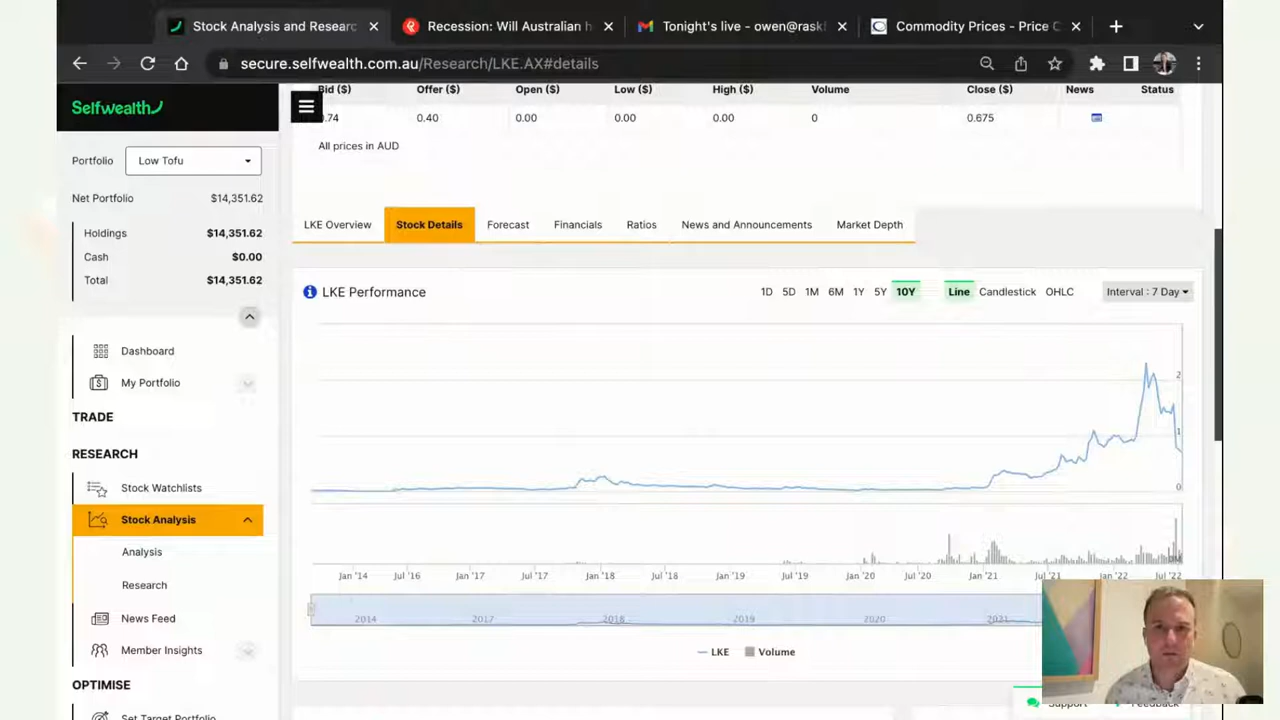 Stock Analysis and Researc
Recession: Will Australian h
Tonight's live - owen@rask
Commodity Prices - Price C
secure.selfwealth.com.au/Research/LKE.AX#details
Selfwealth
Bid ($) Offer ($) Open ($) Low ($) High ($) Volume Close ($) News Status
.74 0.40 0.00 0.00 0.00 0 0.675
All prices in AUD
Portfolio Low Tofu
Net Portfolio $14,351.62
Holdings $14,351.62
Cash $0.00
Total $14,351.62
Dashboard
My Portfolio
TRADE
RESEARCH
Stock Watchlists
Stock Analysis
Analysis
Research
News Feed
Member Insights
OPTIMISE
Set Target Portfolio
LKE Overview Stock Details Forecast Financials Ratios News and Announcements Market Depth
LKE Performance 1D 5D 1M 6M 1Y 5Y 10Y Line Candlestick OHLC Interval : 7 Day
2
1
0
0M
Jan '14 Jul '16 Jan '17 Jul '17 Jan '18 Jul '18 Jan '19 Jul '19 Jan '20 Jul '20 Jan '21 Jul '21 Jan '22 Jul '22
2014 2017 2018 2019 2020 2021
LKE Volume
Support Feedback